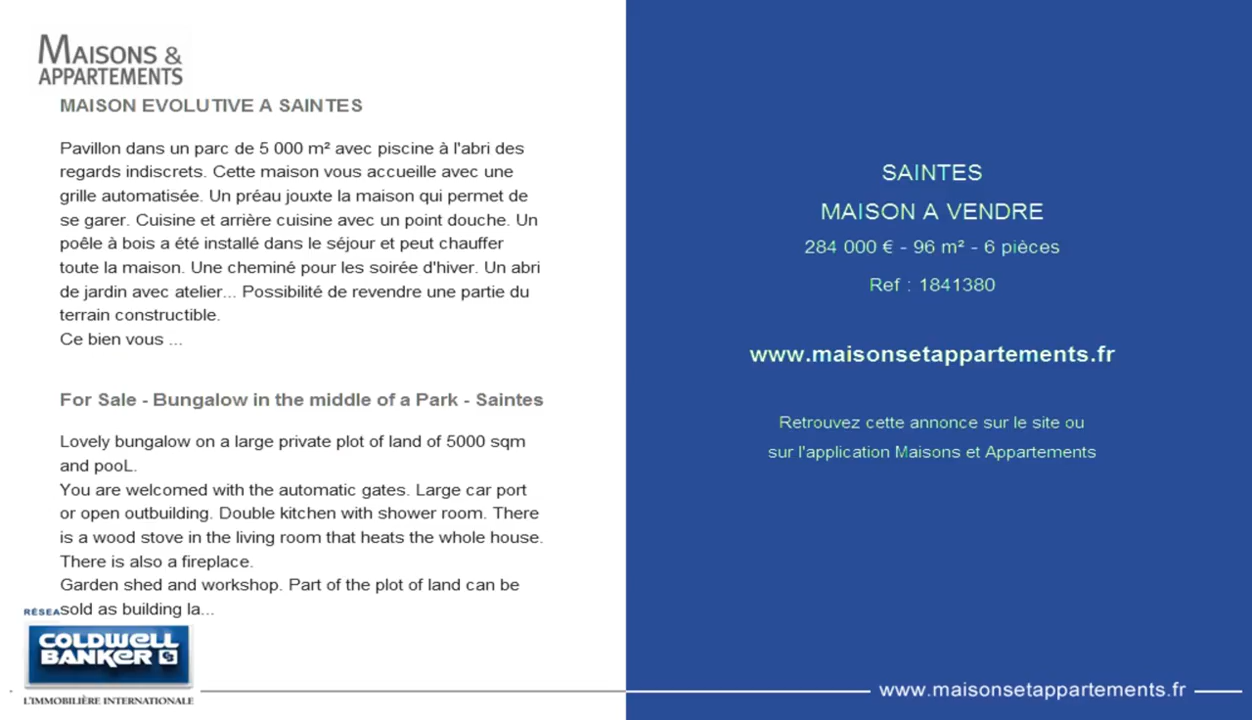 MAISONS &
APPARTEMENTS
MAISON EVOLUTIVE A SAINTES
Pavillon dans un parc de 5 000 m² avec piscine à l'abri des
regards indiscrets. Cette maison vous accueille avec une
grille automatisée. Un préau jouxte la maison qui permet de
se garer. Cuisine et arrière cuisine avec un point douche. Un
poêle à bois a été installé dans le séjour et peut chauffer
toute la maison. Une cheminé pour les soirée d'hiver. Un abri
de jardin avec atelier... Possibilité de revendre une partie du
terrain constructible.
Ce bien vous ...
For Sale - Bungalow in the middle of a Park - Saintes
Lovely bungalow on a large private plot of land of 5000 sqm
and pooL.
You are welcomed with the automatic gates. Large car port
or open outbuilding. Double kitchen with shower room. There
is a wood stove in the living room that heats the whole house.
There is also a fireplace.
Garden shed and workshop. Part of the plot of land can be
sold as building la...
RÉSEA
COLDWELL
BANKER CB
L'IMMOBILIÈRE INTERNATIONALE
SAINTES
MAISON A VENDRE
284 000 € - 96 m² - 6 pièces
Ref : 1841380
www.maisonsetappartements.fr
Retrouvez cette annonce sur le site ou
sur l'application Maisons et Appartements
www.maisonsetappartements.fr